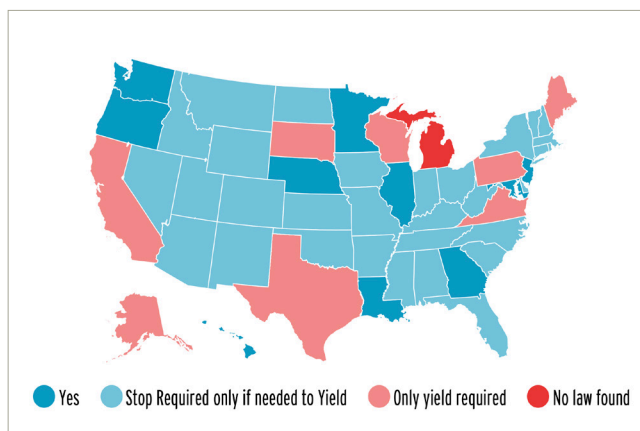 Yes Stop Required only if needed to Yield Only yield required No law found